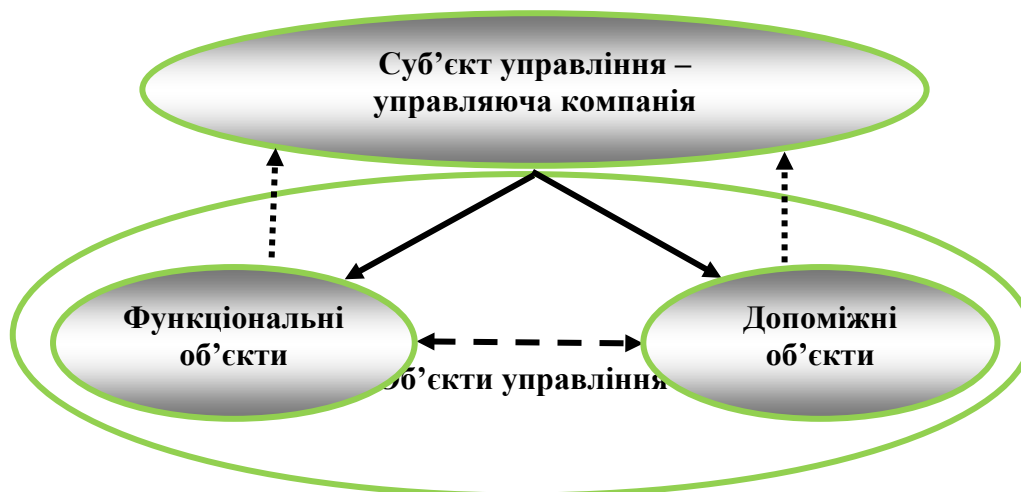 Суб’єкт управління –
управляюча компанія
Функціональні
об’єкти
Допоміжні
об’єкти
Об’єкти управління